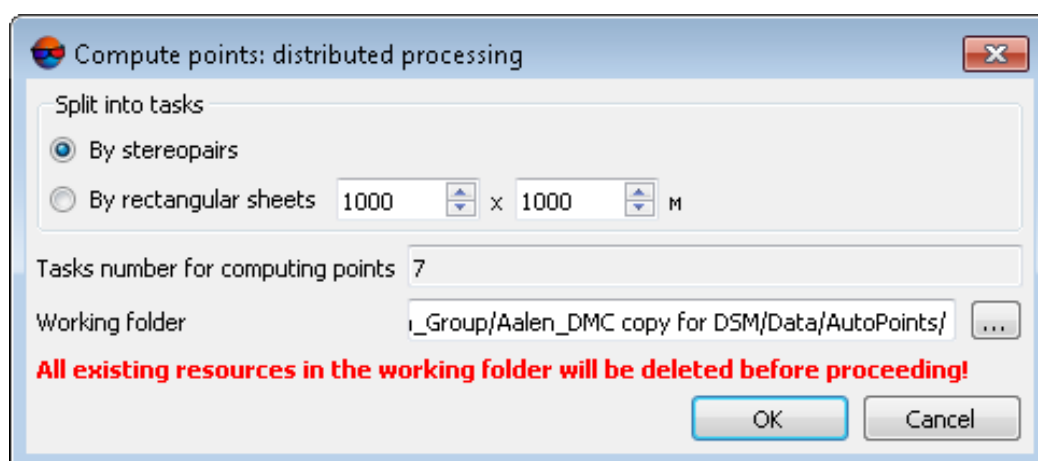 Compute points: distributed processing
Split into tasks
By stereopairs
By rectangular sheets 1000 x 1000 м
Tasks number for computing points 7
Working folder _Group/Aalen_DMC copy for DSM/Data/AutoPoints/ ...
All existing resources in the working folder will be deleted before proceeding!
OK Cancel